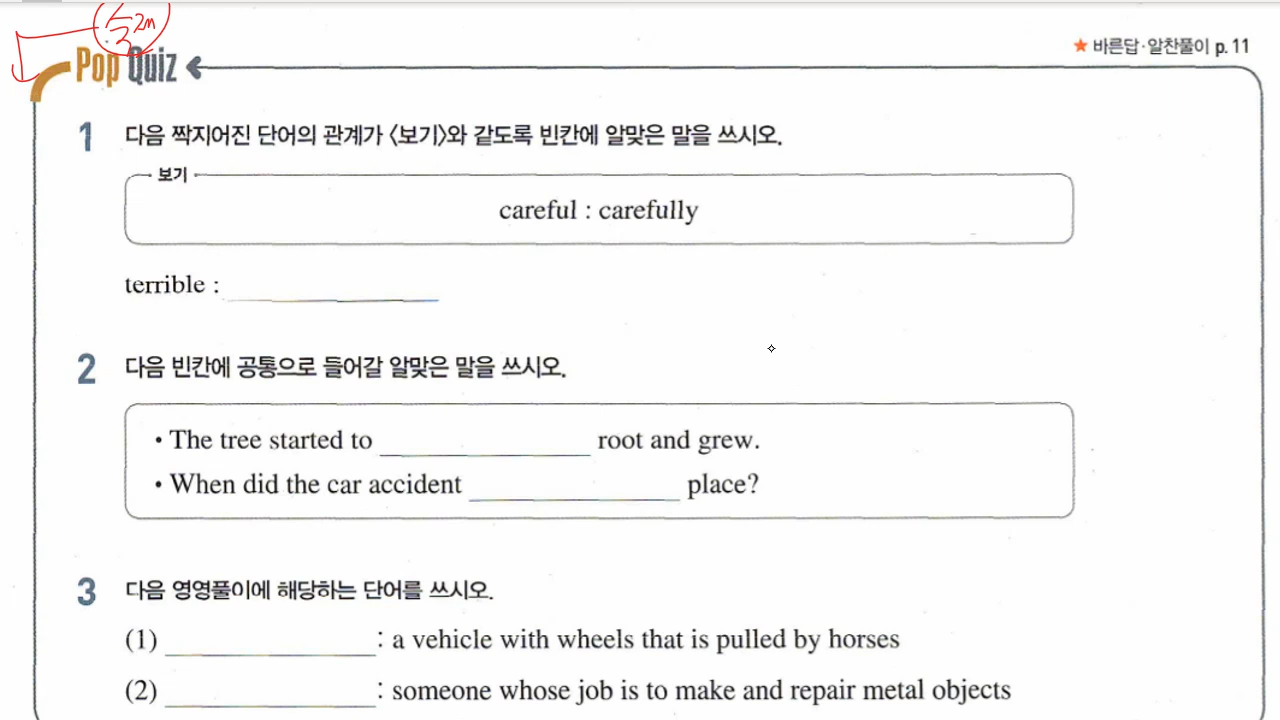 Pop Quiz
★ 바른답·알찬풀이 p. 11
1 다음 짝지어진 단어의 관계가 〈보기〉와 같도록 빈칸에 알맞은 말을 쓰시오.
보기
careful : carefully
terrible :
2 다음 빈칸에 공통으로 들어갈 알맞은 말을 쓰시오.
• The tree started to ____ root and grew.
• When did the car accident ____ place?
3 다음 영영풀이에 해당하는 단어를 쓰시오.
(1) ____ : a vehicle with wheels that is pulled by horses
(2) ____ : someone whose job is to make and repair metal objects